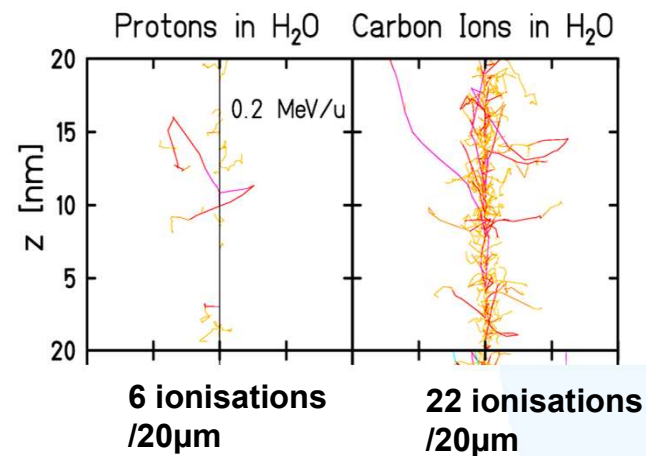 Protons in H₂O
Carbon Ions in H₂O
20
0.2 MeV/u
15
z [nm]
10
5
20
6 ionisations
/20µm
22 ionisations
/20µm